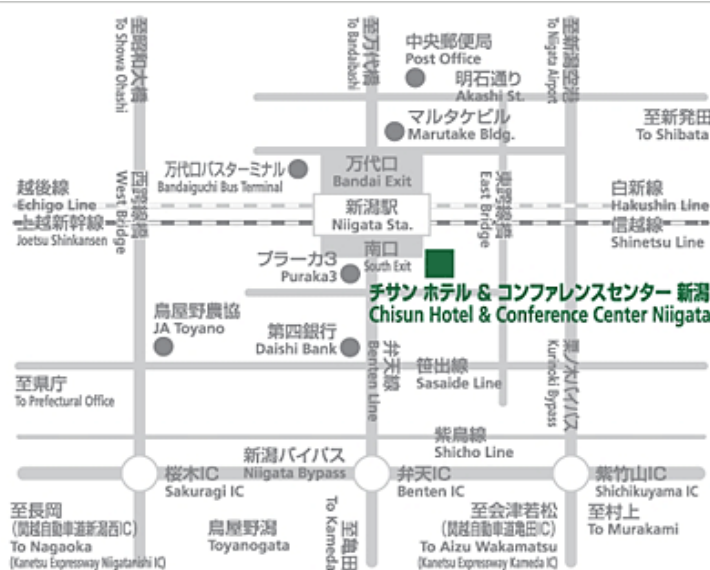 至昭和大橋
To Showa Ohashi
至万代橋
To Bandaibashi
中央郵便局
Post Office
明石通り
Akashi St.
至新潟空港
To Niigata Airport
マルタケビル
Marutake Bldg.
至新発田
To Shibata
万代口バスターミナル
Bandaiguchi Bus Terminal
万代口
Bandai Exit
越後線
Echigo Line
上越新幹線
Joetsu Shinkansen
西跨線橋
West Bridge
新潟駅
Niigata Sta.
東跨線橋
East Bridge
白新線
Hakushin Line
信越線
Shinetsu Line
南口
South Exit
プラーカ3
Puraka3
チサン ホテル & コンファレンスセンター 新潟
Chisun Hotel & Conference Center Niigata
鳥屋野農協
JA Toyano
第四銀行
Daishi Bank
弁天線
Benten Line
笹出線
Sasaide Line
栗ノ木バイパス
Kurinoki Bypass
至県庁
To Prefectural Office
紫鳥線
Shicho Line
新潟バイパス
Niigata Bypass
桜木IC
Sakuragi IC
弁天IC
Benten IC
紫竹山IC
Shichikuyama IC
至長岡
(関越自動車道新潟西IC)
To Nagaoka
(Kanetsu Expressway Niigatanishi IC)
鳥屋野潟
Toyanogata
至亀田
To Kameda
至会津若松
(関越自動車道亀田IC)
To Aizu Wakamatsu
(Kanetsu Expressway Kameda IC)
至村上
To Murakami